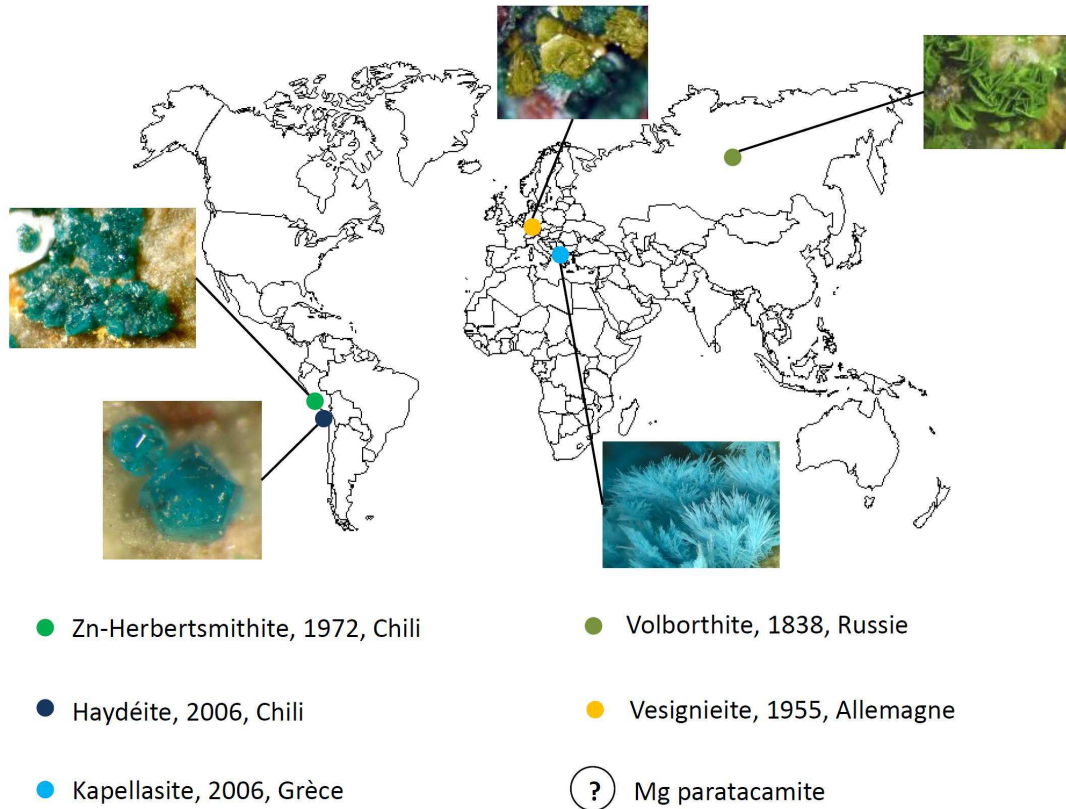 Zn-Herbertsmithite, 1972, Chili
Haydéite, 2006, Chili
Kapellasite, 2006, Grèce
Volborthite, 1838, Russie
Vesignieite, 1955, Allemagne
? Mg paratacamite